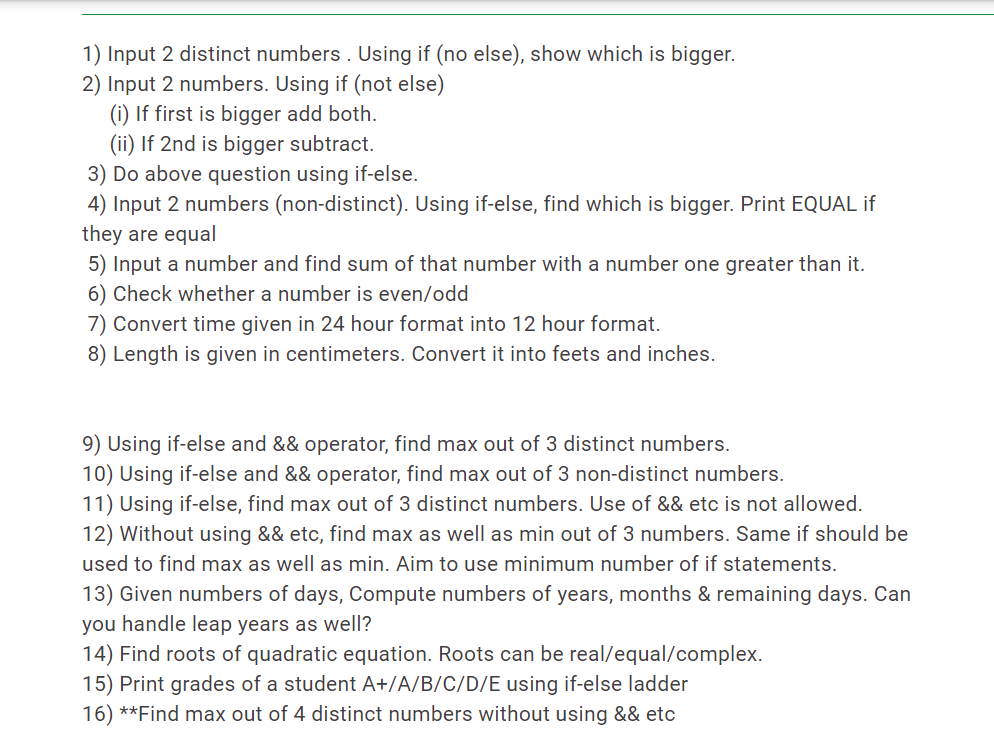 1) Input 2 distinct numbers . Using if (no else), show which is bigger.
2) Input 2 numbers. Using if (not else)
(i) If first is bigger add both.
(ii) If 2nd is bigger subtract.
3) Do above question using if-else.
4) Input 2 numbers (non-distinct). Using if-else, find which is bigger. Print EQUAL if
they are equal
5) Input a number and find sum of that number with a number one greater than it.
6) Check whether a number is even/odd
7) Convert time given in 24 hour format into 12 hour format.
8) Length is given in centimeters. Convert it into feets and inches.
9) Using if-else and && operator, find max out of 3 distinct numbers.
10) Using if-else and && operator, find max out of 3 non-distinct numbers.
11) Using if-else, find max out of 3 distinct numbers. Use of && etc is not allowed.
12) Without using && etc, find max as well as min out of 3 numbers. Same if should be
used to find max as well as min. Aim to use minimum number of if statements.
13) Given numbers of days, Compute numbers of years, months & remaining days. Can
you handle leap years as well?
14) Find roots of quadratic equation. Roots can be real/equal/complex.
15) Print grades of a student A+/A/B/C/D/E using if-else ladder
16) **Find max out of 4 distinct numbers without using && etc